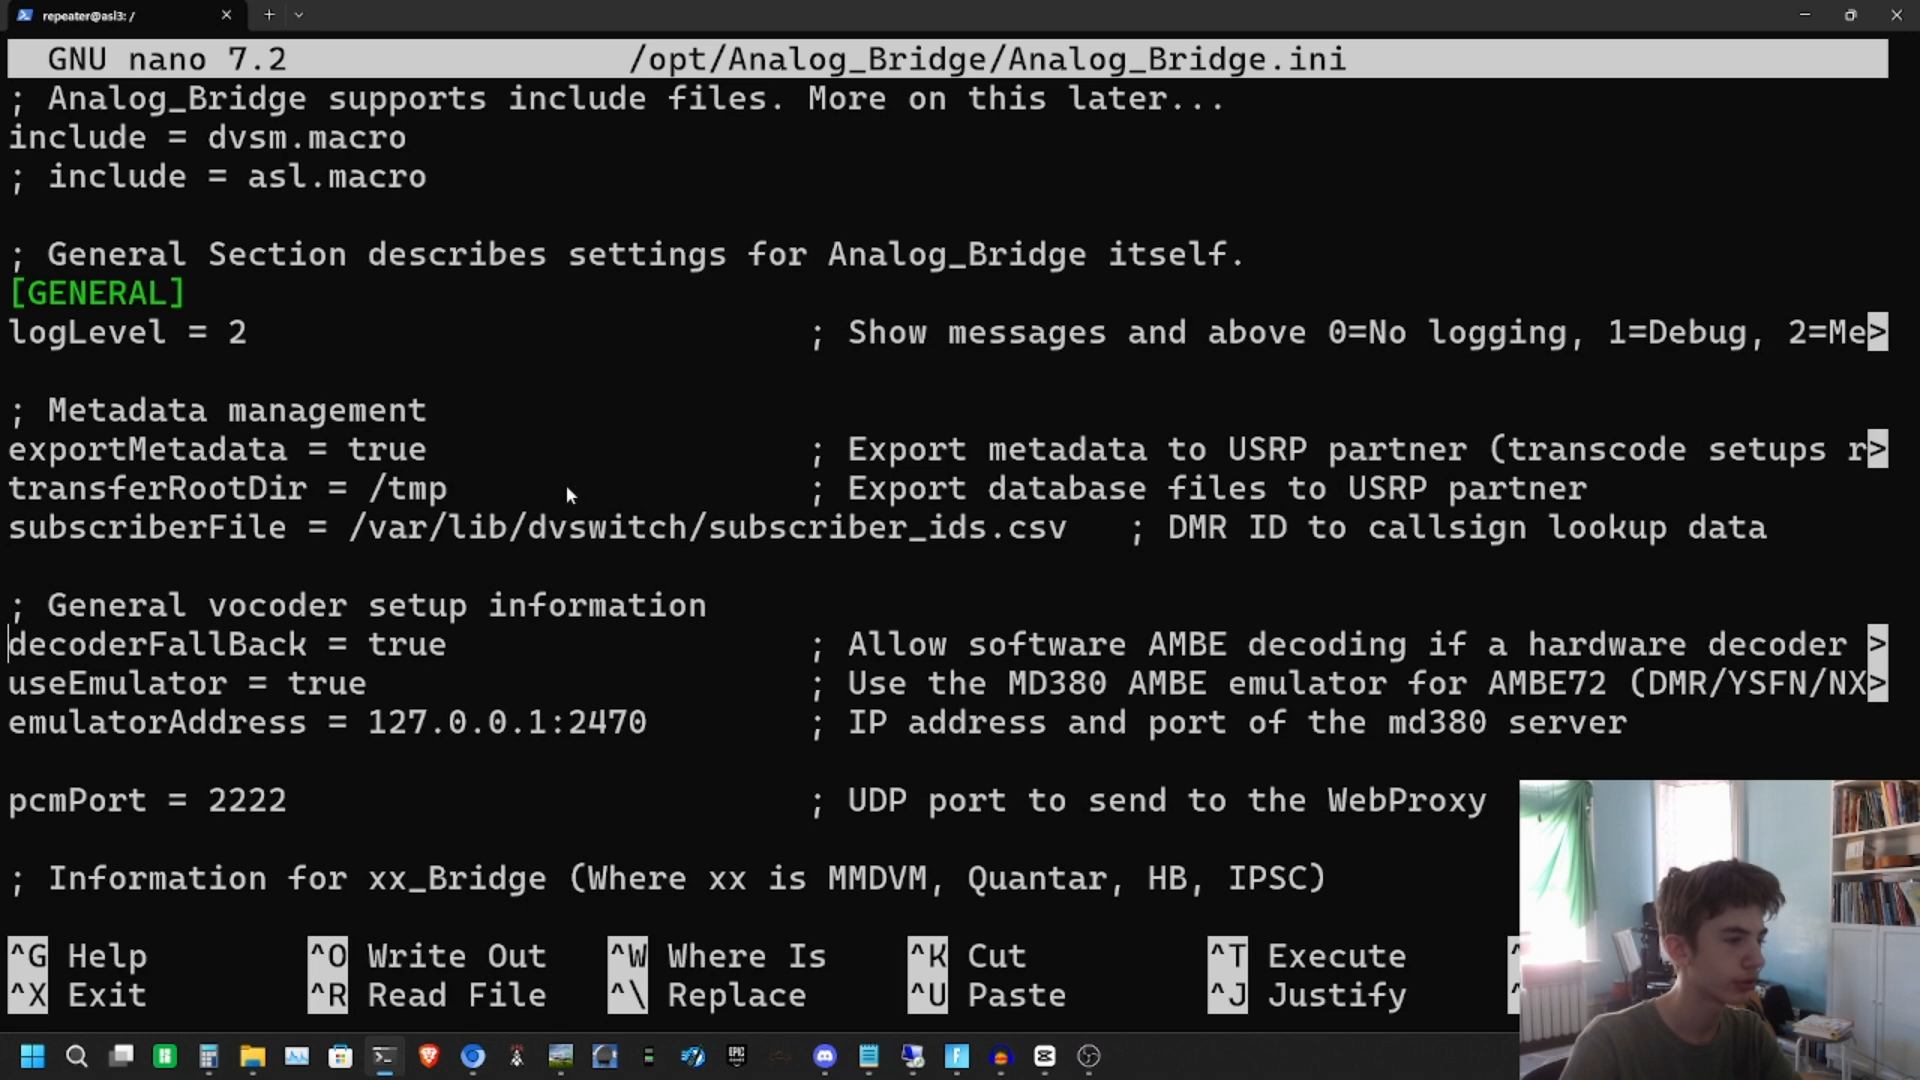 repeater@asl3: /
GNU nano 7.2 /opt/Analog_Bridge/Analog_Bridge.ini
; Analog_Bridge supports include files. More on this later...
include = dvsm.macro
; include = asl.macro
; General Section describes settings for Analog_Bridge itself.
[GENERAL]
logLevel = 2 ; Show messages and above 0=No logging, 1=Debug, 2=Me>
; Metadata management
exportMetadata = true ; Export metadata to USRP partner (transcode setups r>
transferRootDir = /tmp ; Export database files to USRP partner
subscriberFile = /var/lib/dvswitch/subscriber_ids.csv ; DMR ID to callsign lookup data
; General vocoder setup information
decoderFallBack = true ; Allow software AMBE decoding if a hardware decoder >
useEmulator = true ; Use the MD380 AMBE emulator for AMBE72 (DMR/YSFN/NX>
emulatorAddress = 127.0.0.1:2470 ; IP address and port of the md380 server
pcmPort = 2222 ; UDP port to send to the WebProxy
; Information for xx_Bridge (Where xx is MMDVM, Quantar, HB, IPSC)
^G Help ^O Write Out ^W Where Is ^K Cut ^T Execute ^
^X Exit ^R Read File ^\ Replace ^U Paste ^J Justify ^
EPIC